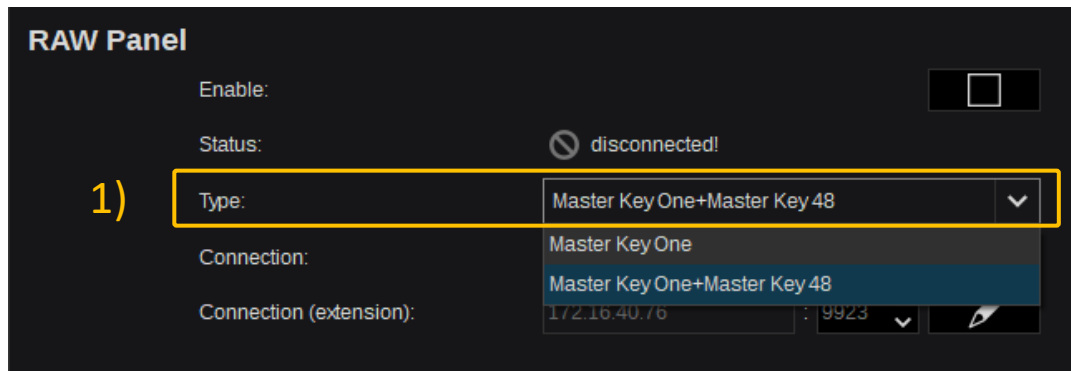 RAW Panel
Enable:
Status: disconnected!
1) Type: Master Key One+Master Key 48
Connection: Master Key One
Master Key One+Master Key 48
Connection (extension): 172.16.40.76 : 9923